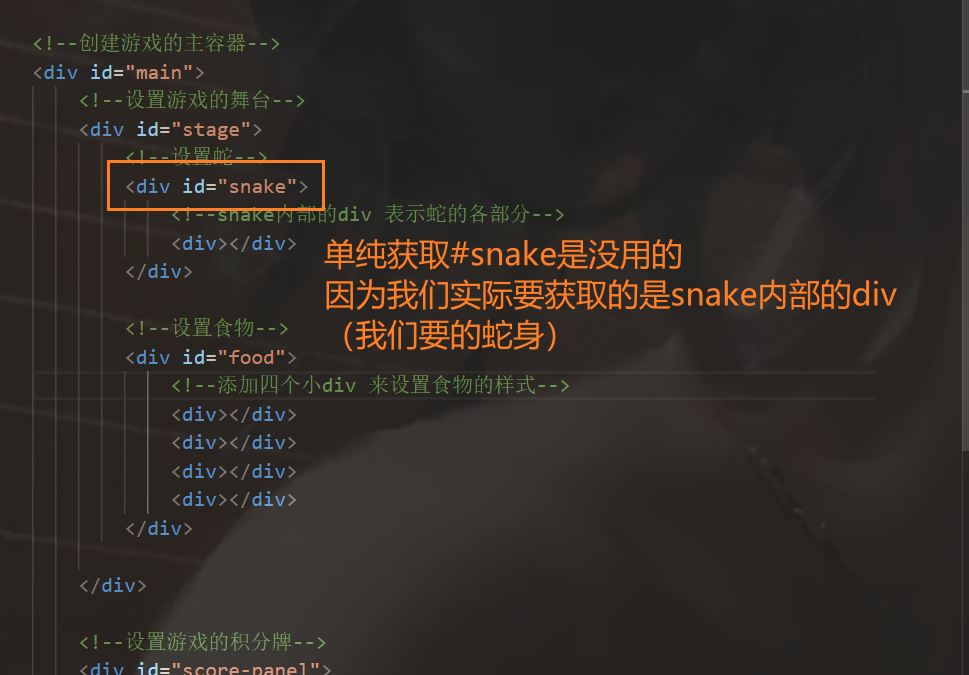 <!--创建游戏的主容器-->
<div id="main">
<!--设置游戏的舞台-->
<div id="stage">
<!--设置蛇-->
<div id="snake">
<!--snake内部的div 表示蛇的各部分-->
<div></div>
</div>
单纯获取#snake是没用的
因为我们实际要获取的是snake内部的div
（我们要的蛇身）
<!--设置食物-->
<div id="food">
<!--添加四个小div 来设置食物的样式-->
<div></div>
<div></div>
<div></div>
<div></div>
</div>
</div>
<!--设置游戏的积分牌-->
<div id="score-panel">